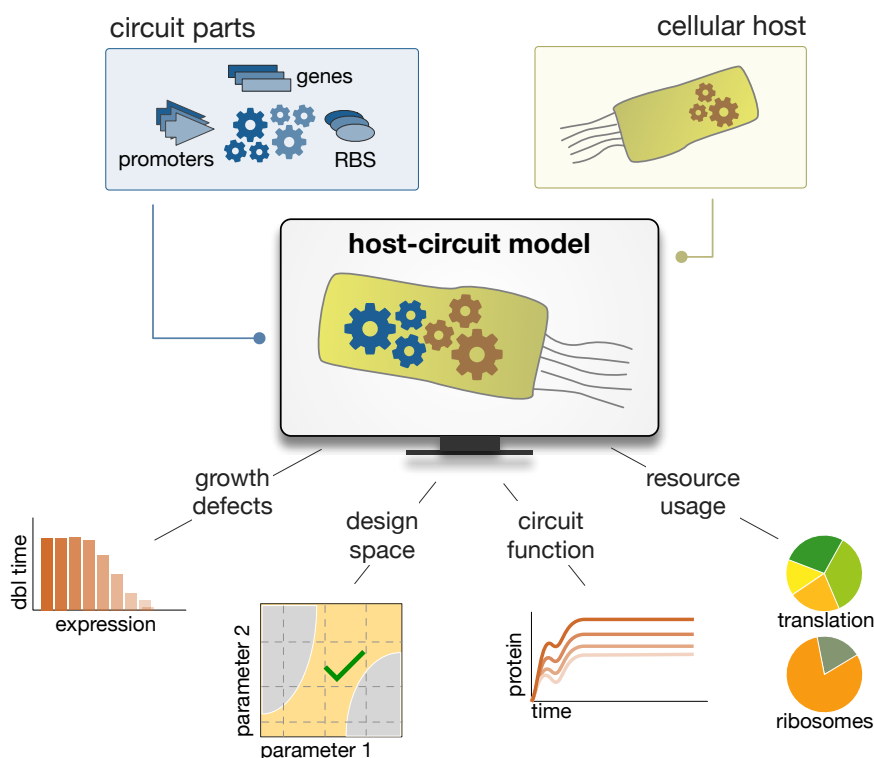 circuit parts
cellular host
genes
promoters
RBS
host-circuit model
growth
defects
design
space
circuit
function
resource
usage
dbl time
expression
parameter 2
parameter 1
protein
time
translation
ribosomes